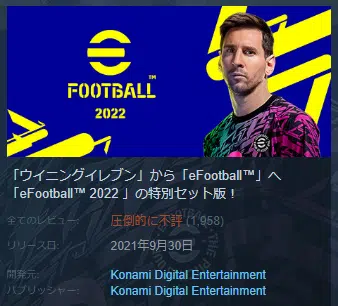 FOOTBALL™
2022
「ウイニングイレブン」から「eFootball™」へ
「eFootball™ 2022 」の特別セット版！
全てのレビュー: 圧倒的に不評 (1,958)
リリース日: 2021年9月30日
開発元: Konami Digital Entertainment
パブリッシャー: Konami Digital Entertainment